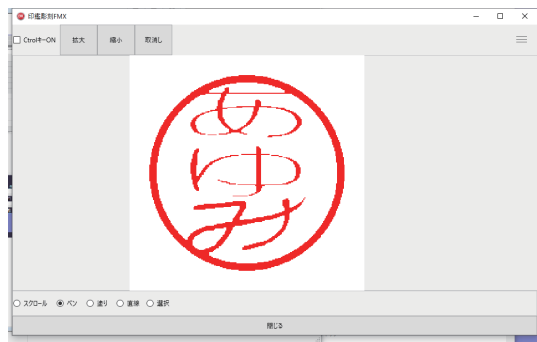 印鑑彫刻FMX
Ctrolキ-ON 拡大 縮小 取消し
あゆみ
スクロール ペン 塗り 直線 選択
閉じる